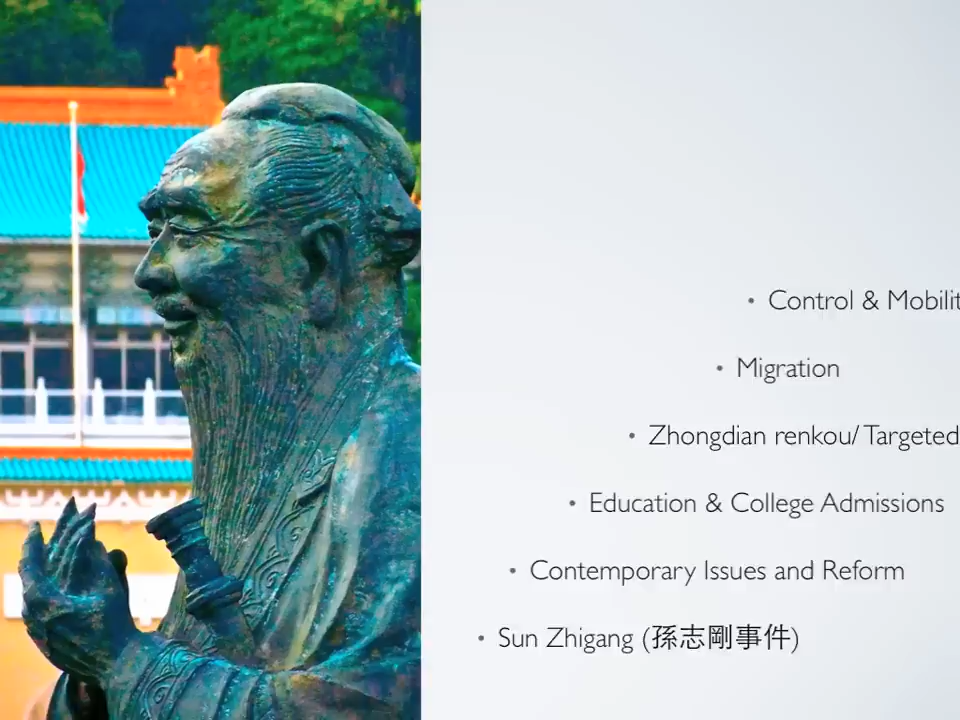 • Control & Mobilit
• Migration
• Zhongdian renkou/ Targeted
• Education & College Admissions
• Contemporary Issues and Reform
• Sun Zhigang (孫志剛事件)